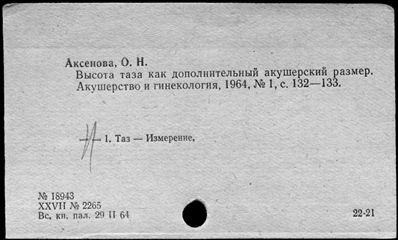 Аксенова, О. Н.
Высота таза как дополнительный акушерский размер.
Акушерство и гинекология, 1964, № 1, с. 132—133.
1. Таз — Измерение.
№ 18943
XXVII № 2265
Вс. кн. пал. 29 II 64
22-21